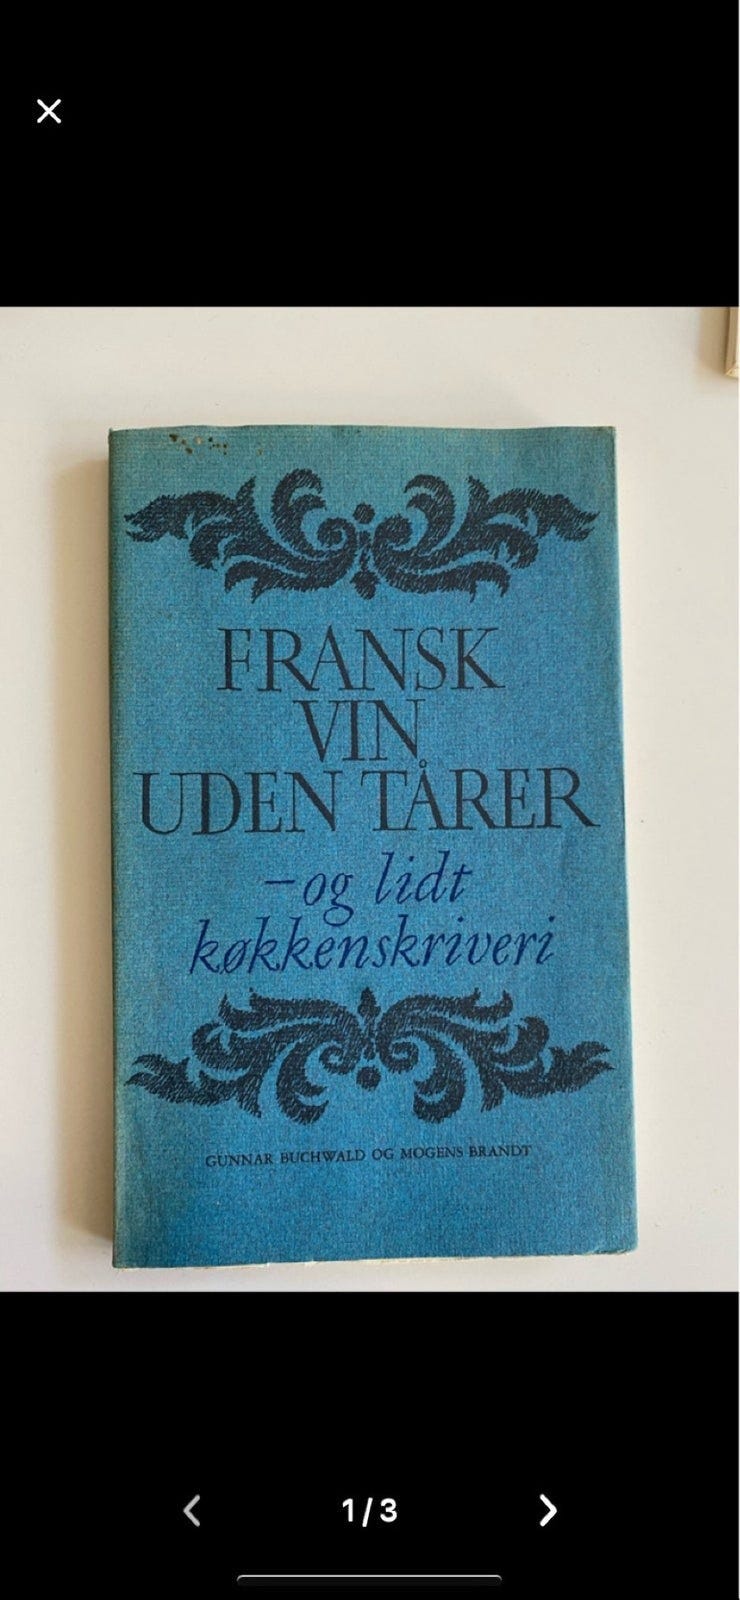 FRANSK
VIN
UDEN TÅRER
–og lidt
køkkenskriveri
GUNNAR BUCHWALD OG MOGENS BRANDT
1/3